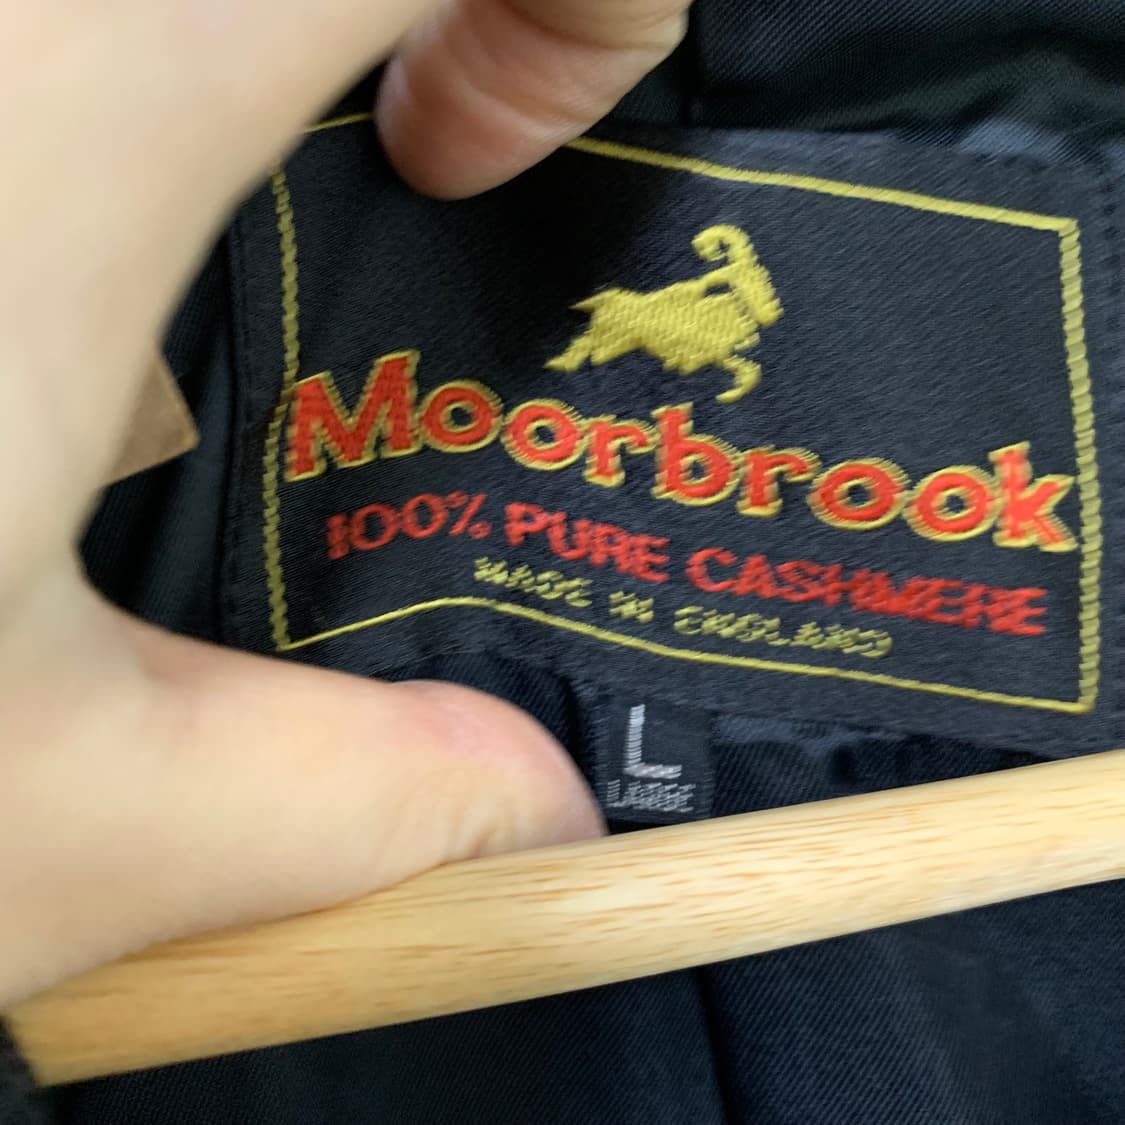 Moorbrook
100% PURE CASHMERE
MADE IN ENGLAND
L
LARGE